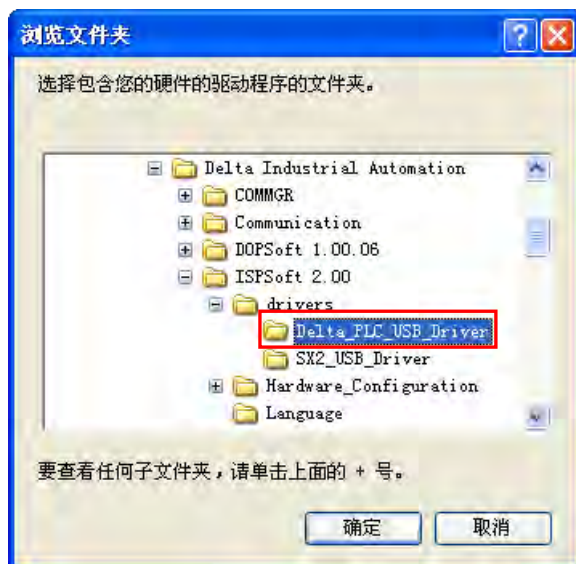 浏览文件夹
选择包含您的硬件的驱动程序的文件夹。
Delta Industrial Automation
COMMGR
Communication
DOPSoft 1.00.06
ISPSoft 2.00
drivers
Delta_PLC_USB_Driver
SX2_USB_Driver
Hardware_Configuration
Language
要查看任何子文件夹，请单击上面的 + 号。
确定 取消